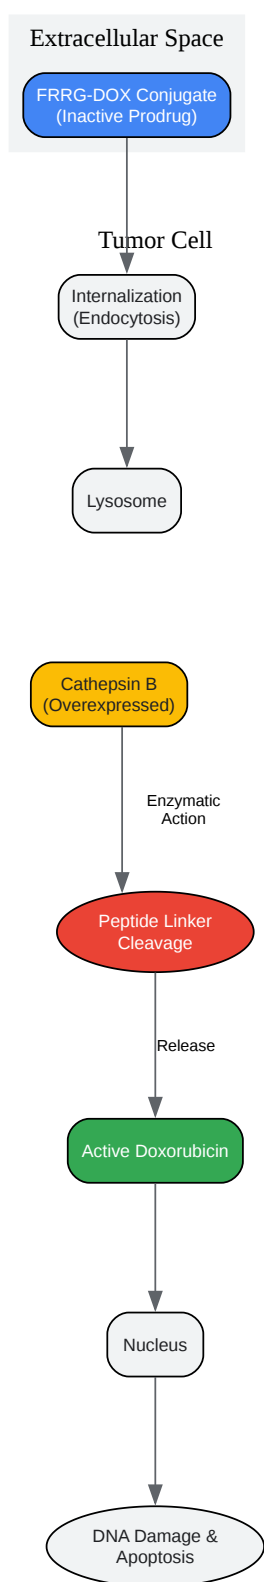 Extracellular Space
FRRG-DOX Conjugate
(Inactive Prodrug)
Tumor Cell
Internalization
(Endocytosis)
Lysosome
Cathepsin B
(Overexpressed)
Enzymatic
Action
Peptide Linker
Cleavage
Release
Active Doxorubicin
Nucleus
DNA Damage &
Apoptosis